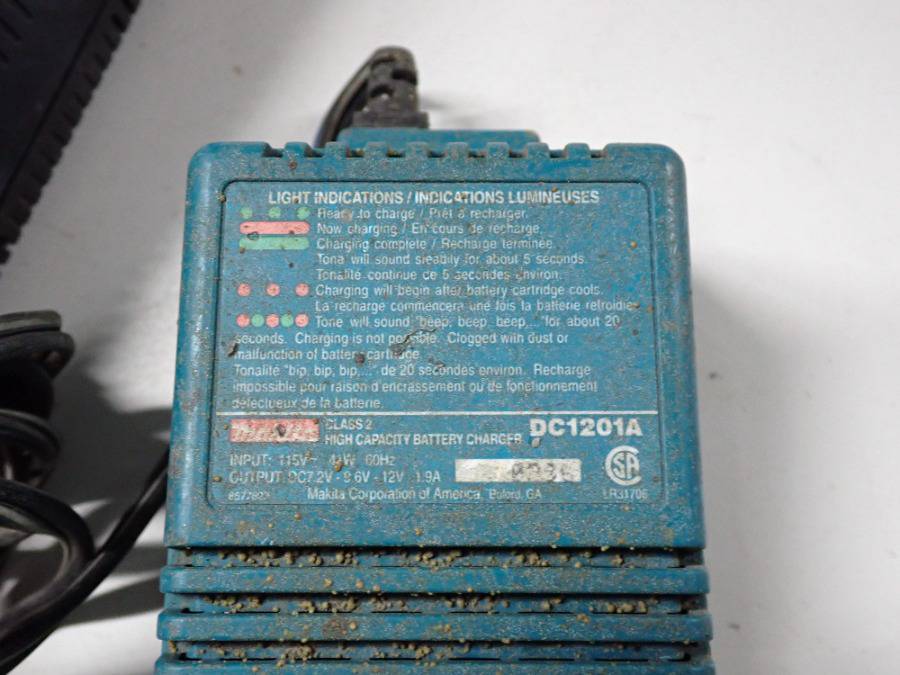 LIGHT INDICATIONS / INDICATIONS LUMINEUSES
Ready to charge / Prêt à recharger.
Now charging / En cours de recharge.
Charging complete / Recharge terminée.
Tone will sound steadily for about 5 seconds.
Tonalité continue de 5 secondes environ.
Charging will begin after battery cartridge cools.
La recharge commencera une fois la batterie refroidie.
Tone will sound "beep, beep, beep,..." for about 20
seconds. Charging is not possible. Clogged with dust or
malfunction of battery cartridge.
Tonalité "bip, bip, bip,..." de 20 secondes environ. Recharge
impossible pour raison d'encrassement ou de fonctionnement
défectueux de la batterie.
CLASS 2
HIGH CAPACITY BATTERY CHARGER DC1201A
INPUT: 115V~ 60Hz
OUTPUT: DC7.2V - 9.6V - 12V 1.9A
Makita Corporation of America, Buford, GA
LR31706